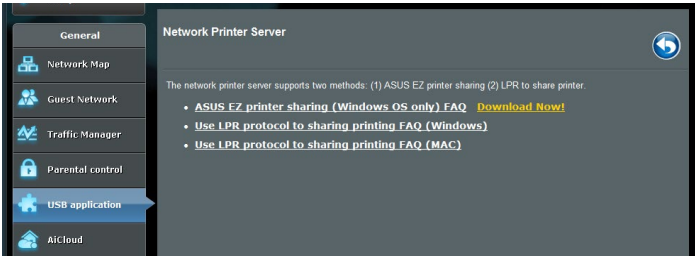 General
Network Map
Guest Network
Traffic Manager
Parental control
USB application
AiCloud
Network Printer Server
The network printer server supports two methods: (1) ASUS EZ printer sharing (2) LPR to share printer.
ASUS EZ printer sharing (Windows OS only) FAQ Download Now!
Use LPR protocol to sharing printing FAQ (Windows)
Use LPR protocol to sharing printing FAQ (MAC)